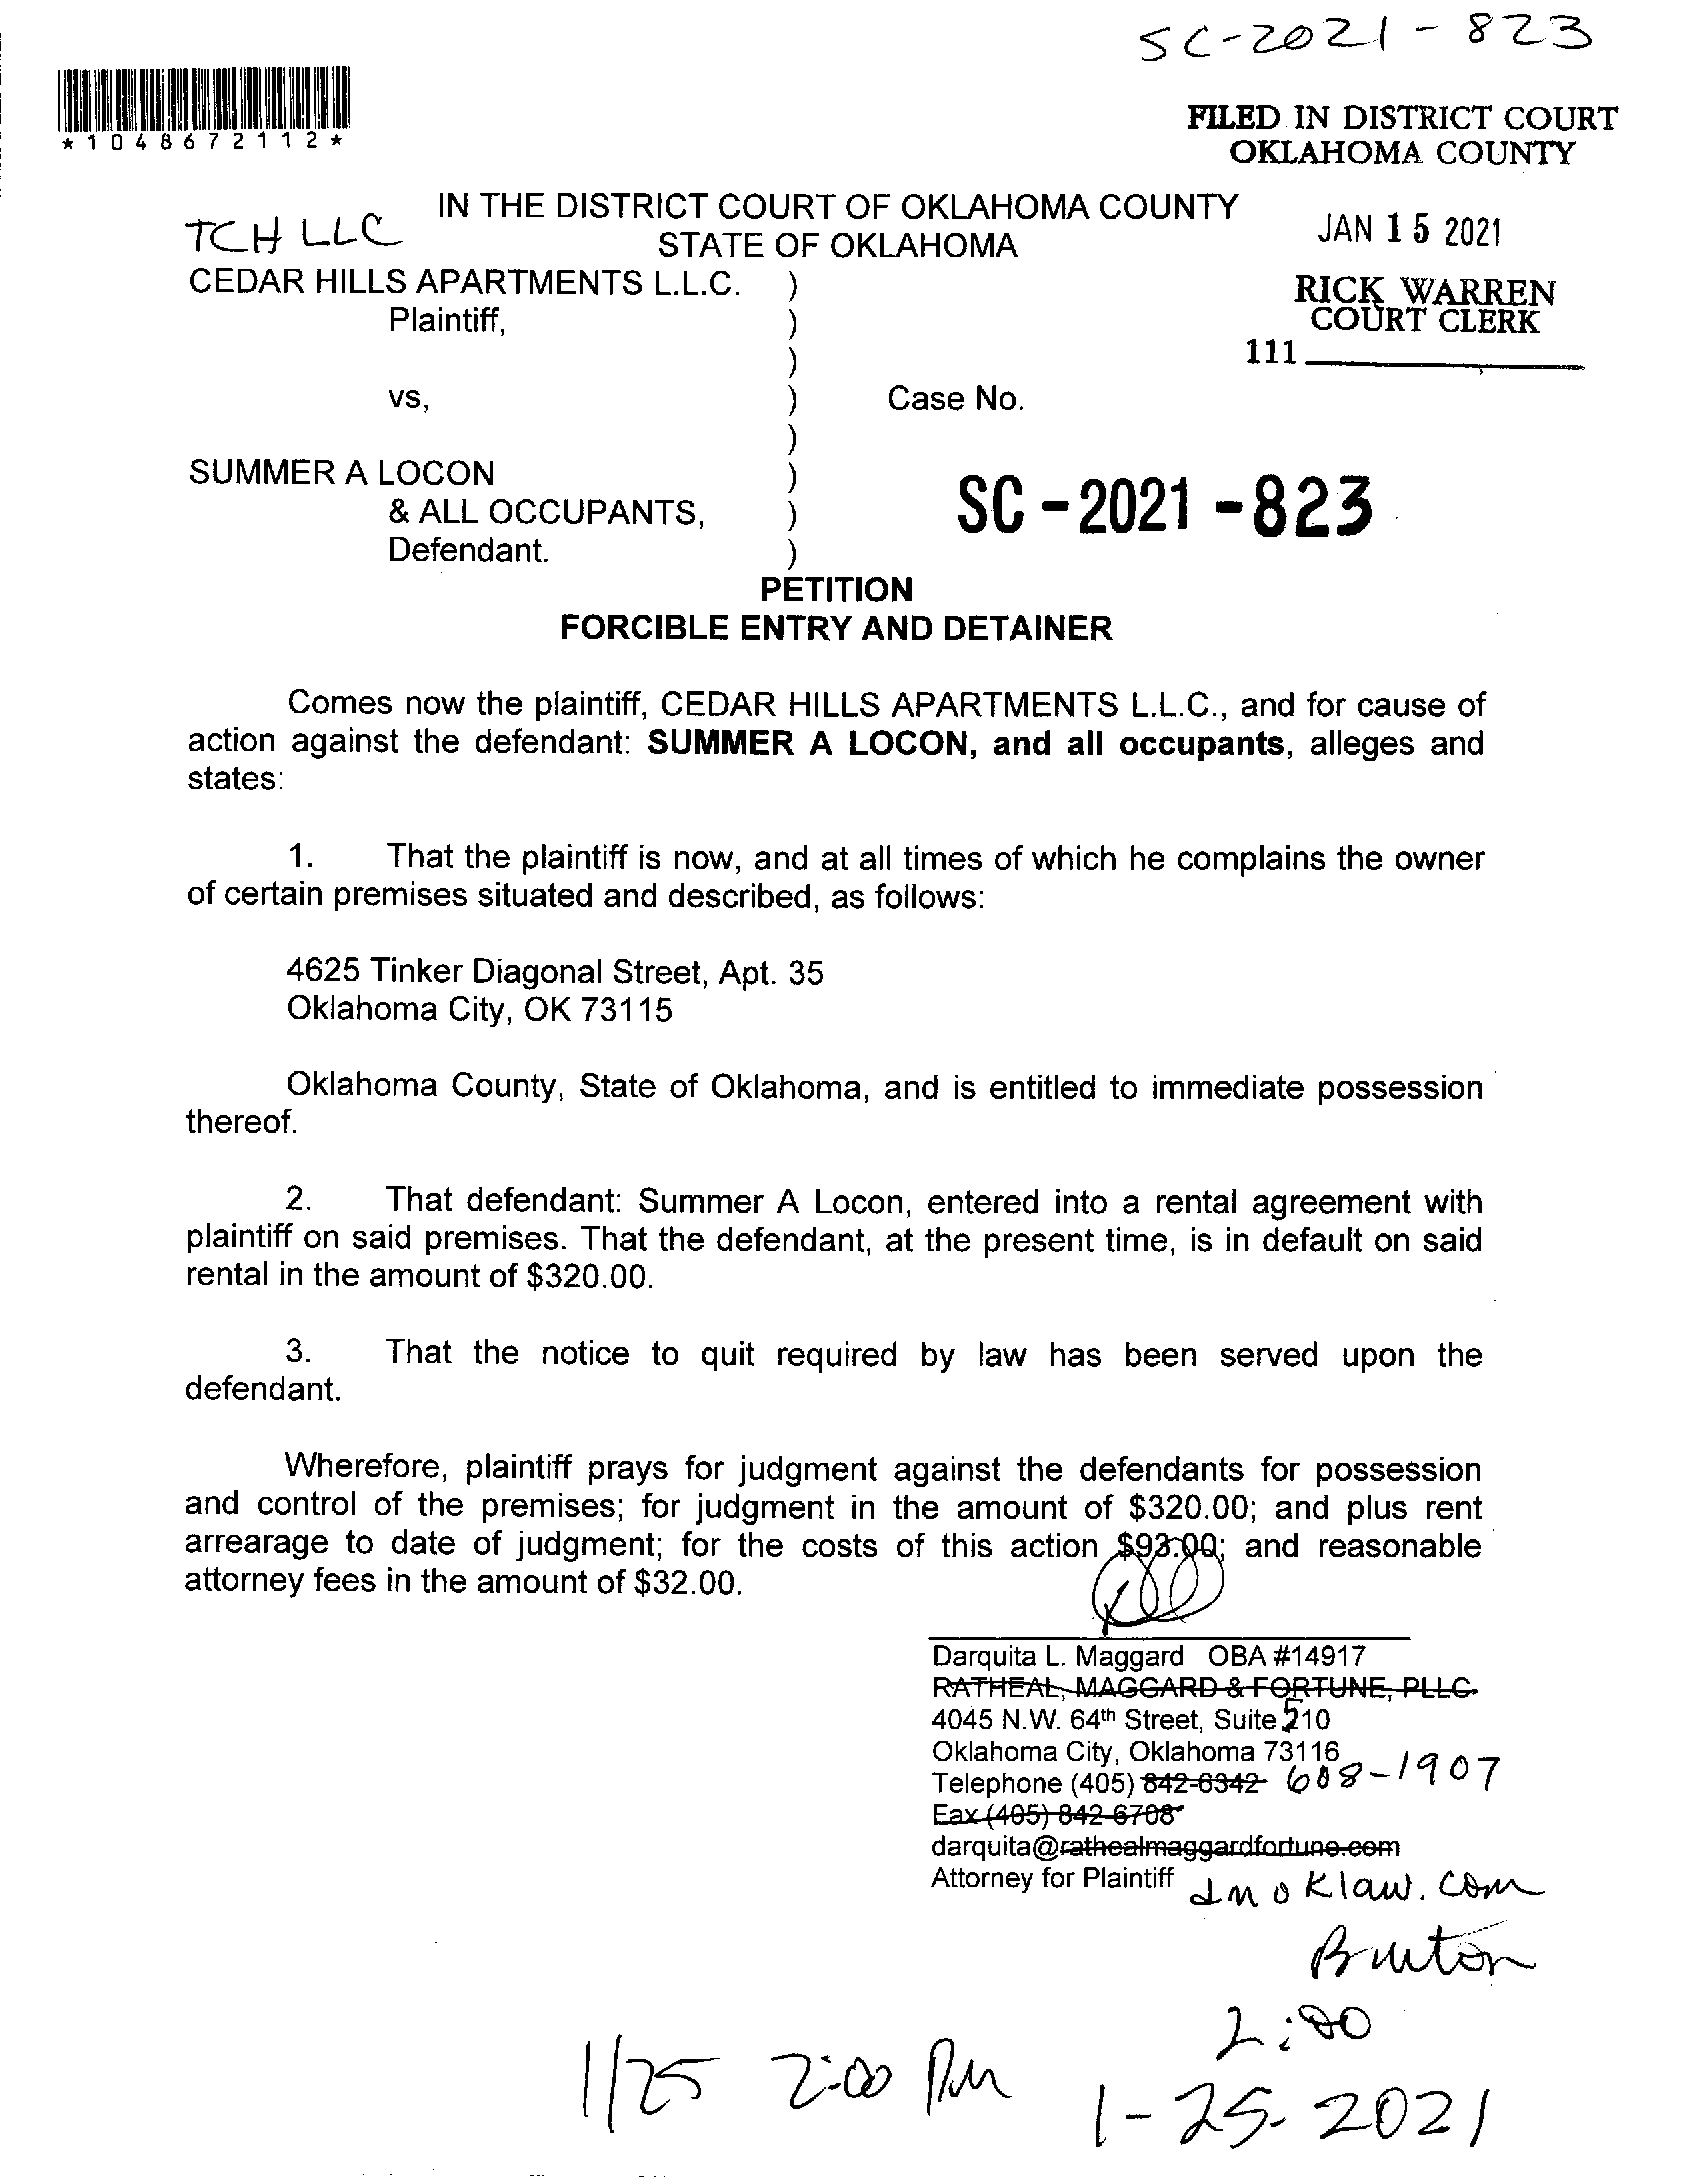 SC-2021-823
*1048672112*
FILED IN DISTRICT COURT
OKLAHOMA COUNTY
IN THE DISTRICT COURT OF OKLAHOMA COUNTY
STATE OF OKLAHOMA
JAN 15 2021
TCH LLC
CEDAR HILLS APARTMENTS L.L.C. )
Plaintiff, )
)
RICK WARREN
COURT CLERK
111
vs, ) Case No.
)
SUMMER A LOCON )
& ALL OCCUPANTS, ) SC-2021-823
Defendant. )
PETITION
FORCIBLE ENTRY AND DETAINER
Comes now the plaintiff, CEDAR HILLS APARTMENTS L.L.C., and for cause of
action against the defendant: SUMMER A LOCON, and all occupants, alleges and
states:
1. That the plaintiff is now, and at all times of which he complains the owner
of certain premises situated and described, as follows:
4625 Tinker Diagonal Street, Apt. 35
Oklahoma City, OK 73115
Oklahoma County, State of Oklahoma, and is entitled to immediate possession
thereof.
2. That defendant: Summer A Locon, entered into a rental agreement with
plaintiff on said premises. That the defendant, at the present time, is in default on said
rental in the amount of $320.00.
3. That the notice to quit required by law has been served upon the
defendant.
Wherefore, plaintiff prays for judgment against the defendants for possession
and control of the premises; for judgment in the amount of $320.00; and plus rent
arrearage to date of judgment; for the costs of this action $93.00; and reasonable
attorney fees in the amount of $32.00.
Darquita L. Maggard OBA #14917
RATHEAL, MAGGARD & FORTUNE, PLLC
4045 N.W. 64th Street, Suite 510
Oklahoma City, Oklahoma 73116
Telephone (405) 842-6342 608-1907
Fax (405) 842-6708
darquita@rathealmaggardfortune.com
Attorney for Plaintiff dmoklaw.com
Burton
2:00
1/25 2:00 PM
1-25-2021